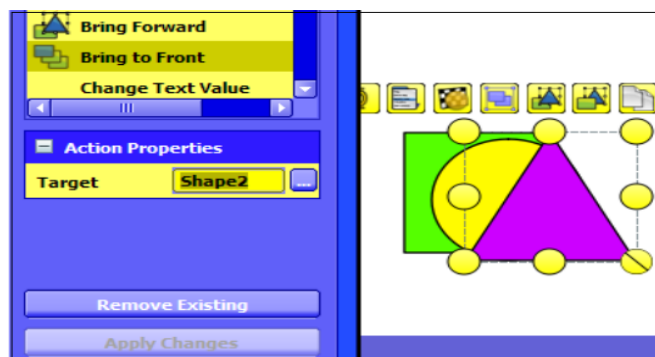 Bring Forward
Bring to Front
Change Text Value
Action Properties
Target Shape2 ...
Remove Existing
Apply Changes